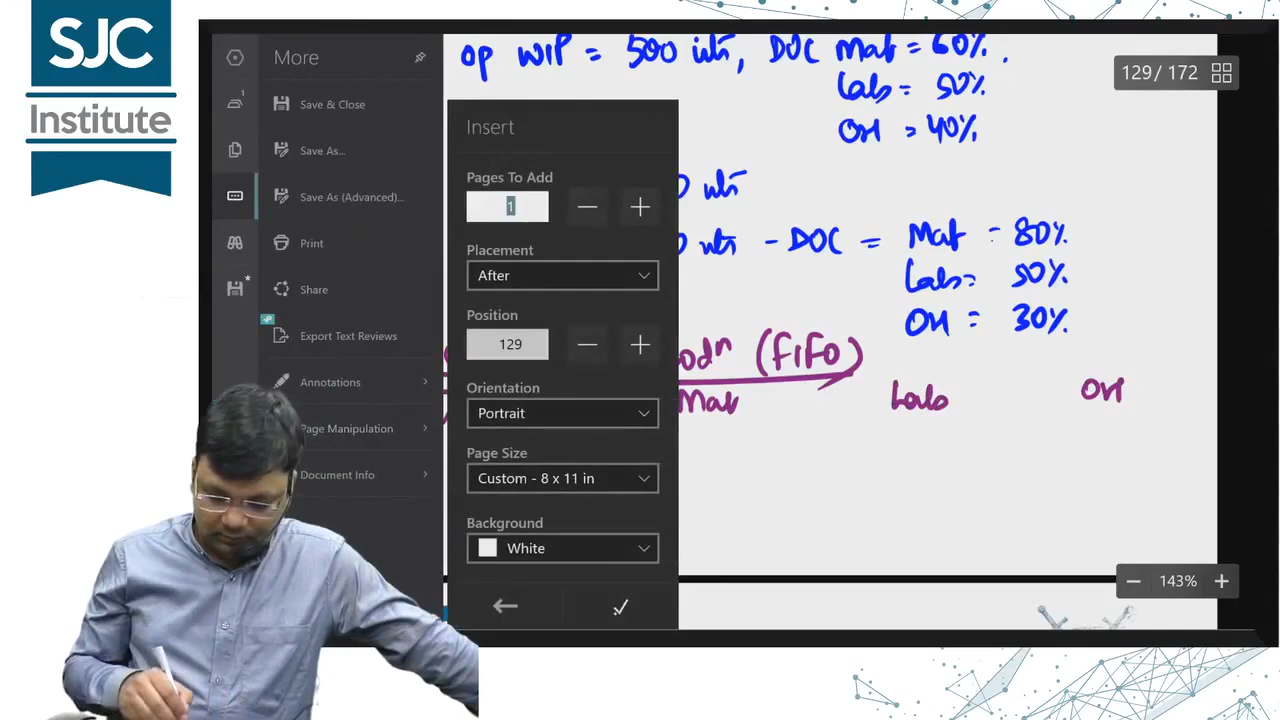 SJC
Institute
More
Save & Close
Save As...
Save As (Advanced)...
Print
Share
Export Text Reviews
Annotations
Page Manipulation
Document Info
Insert
Pages To Add
1
Placement
After
Position
129
Orientation
Portrait
Page Size
Custom - 8 x 11 in
Background
White
op WIP = 500 uts, DOC Mat = 60%.
Lab = 50%
OH = 40%
0 uts
0 uts - DOC = Mat - 80%
Lab = 50%
OH = 30%
odn (FIFO)
Mat Lab OH
129 / 172
143%